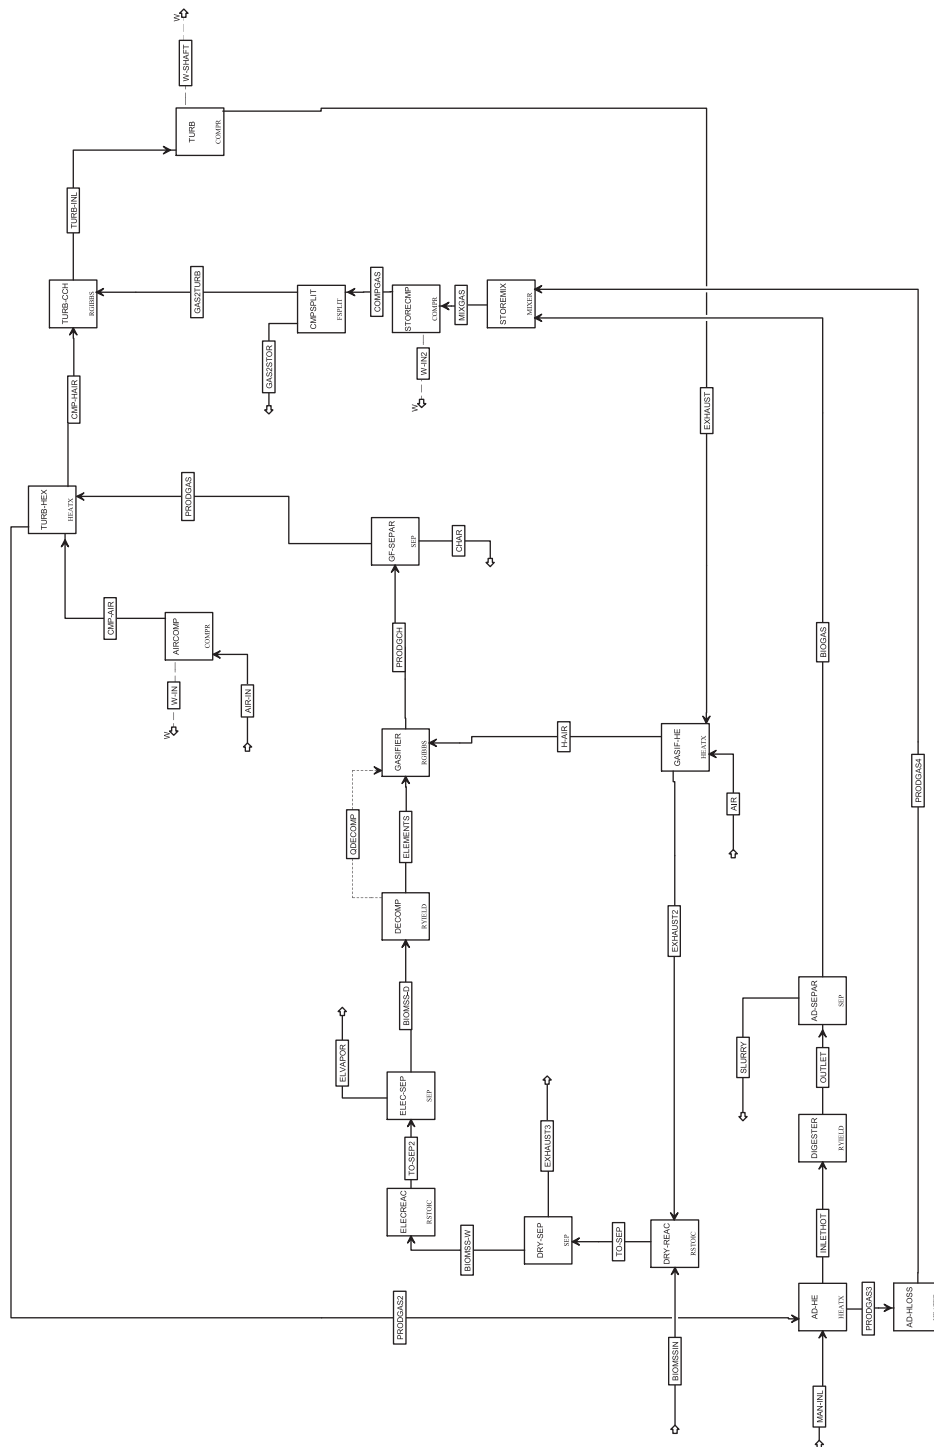 W
W-SHAFT
TURB
COMPR
TURB-INL
TURB-CCH
RGIBBS
GAS2TURB
CMPSPLIT
FSPLIT
COMPGAS
STORECMP
COMPR
MIXGAS
STOREMIX
MIXER
GAS2STOR
W-IN2
W
CMP-HAIR
EXHAUST
TURB-HEX
HEATX
PRODGAS
GF-SEPAR
SEP
CHAR
CMP-AIR
AIRCOMP
COMPR
W-IN
W
AIR-IN
PRODGCH
BIOGAS
GASIFIER
RGIBBS
H-AIR
GASIF-HE
HEATX
AIR
PRODGAS4
QDECOMP
ELEMENTS
DECOMP
RYIELD
EXHAUST2
BIOMSS-D
ELVAPOR
ELEC-SEP
SEP
AD-SEPAR
SEP
SLURRY
OUTLET
TO-SEP2
EXHAUST3
DIGESTER
RYIELD
ELECREAC
RSTOIC
BIOMSS-W
DRY-SEP
SEP
TO-SEP
DRY-REAC
RSTOIC
INLETHOT
PRODGAS2
AD-HE
HEATX
PRODGAS3
AD-HLOSS
BIOMSSIN
MAN-INL